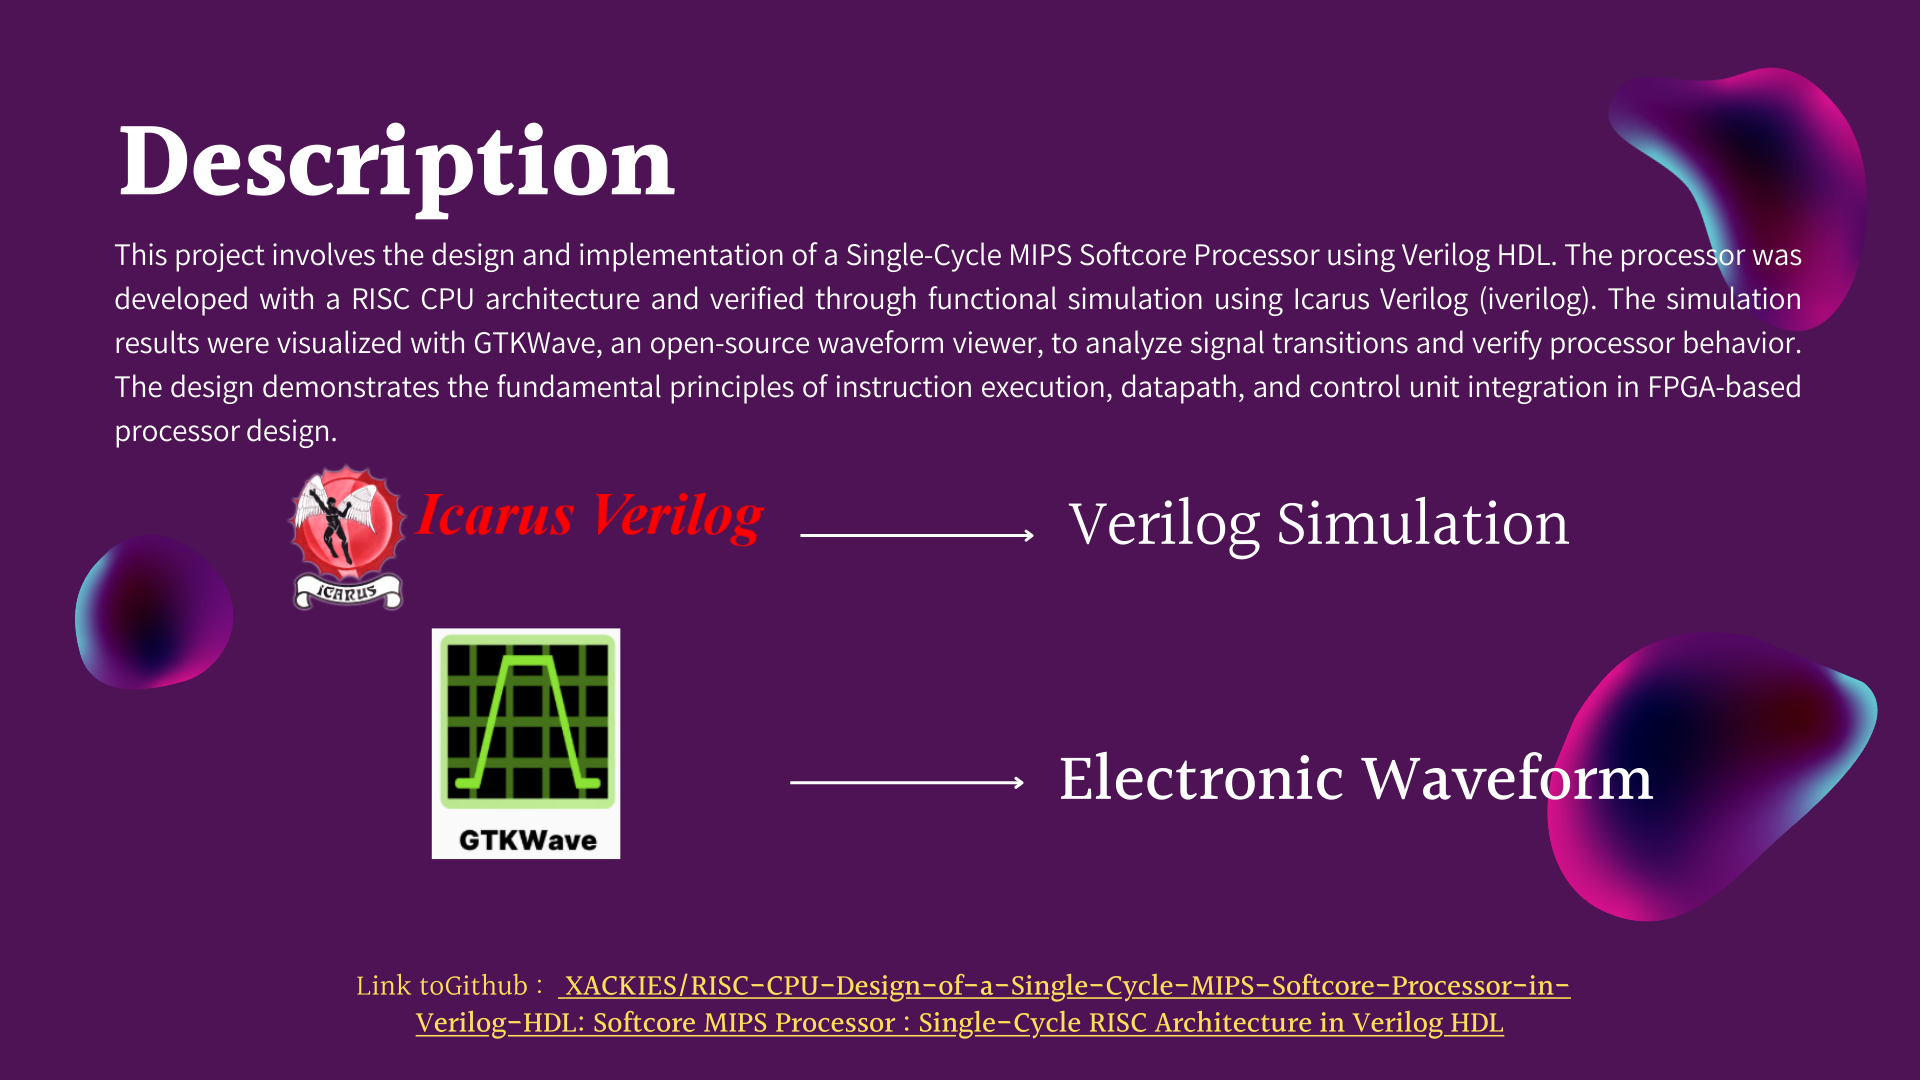 Description
This project involves the design and implementation of a Single-Cycle MIPS Softcore Processor using Verilog HDL. The processor was
developed with a RISC CPU architecture and verified through functional simulation using Icarus Verilog (iverilog). The simulation
results were visualized with GTKWave, an open-source waveform viewer, to analyze signal transitions and verify processor behavior.
The design demonstrates the fundamental principles of instruction execution, datapath, and control unit integration in FPGA-based
processor design.
Icarus Verilog
ICARUS
Verilog Simulation
GTKWave
Electronic Waveform
Link toGithub : XACKIES/RISC-CPU-Design-of-a-Single-Cycle-MIPS-Softcore-Processor-in-
Verilog-HDL: Softcore MIPS Processor : Single-Cycle RISC Architecture in Verilog HDL